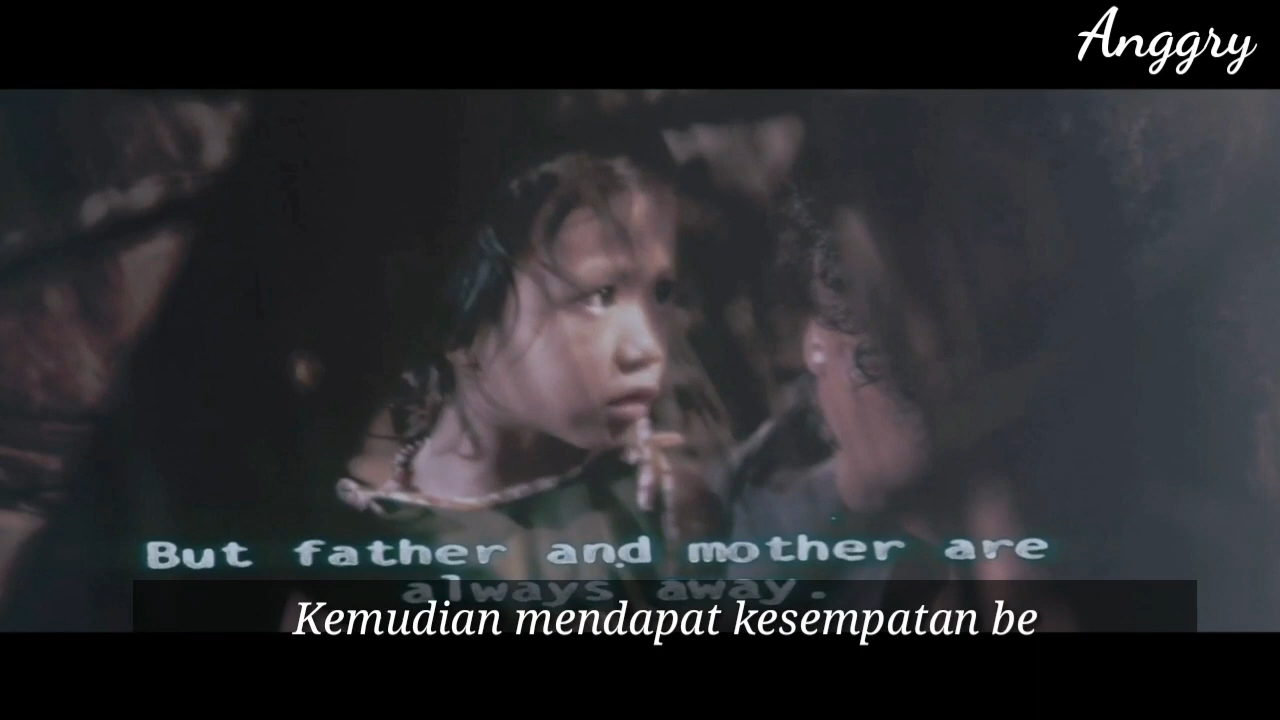 Anggry
But father and mother are
always away.
Kemudian mendapat kesempatan be